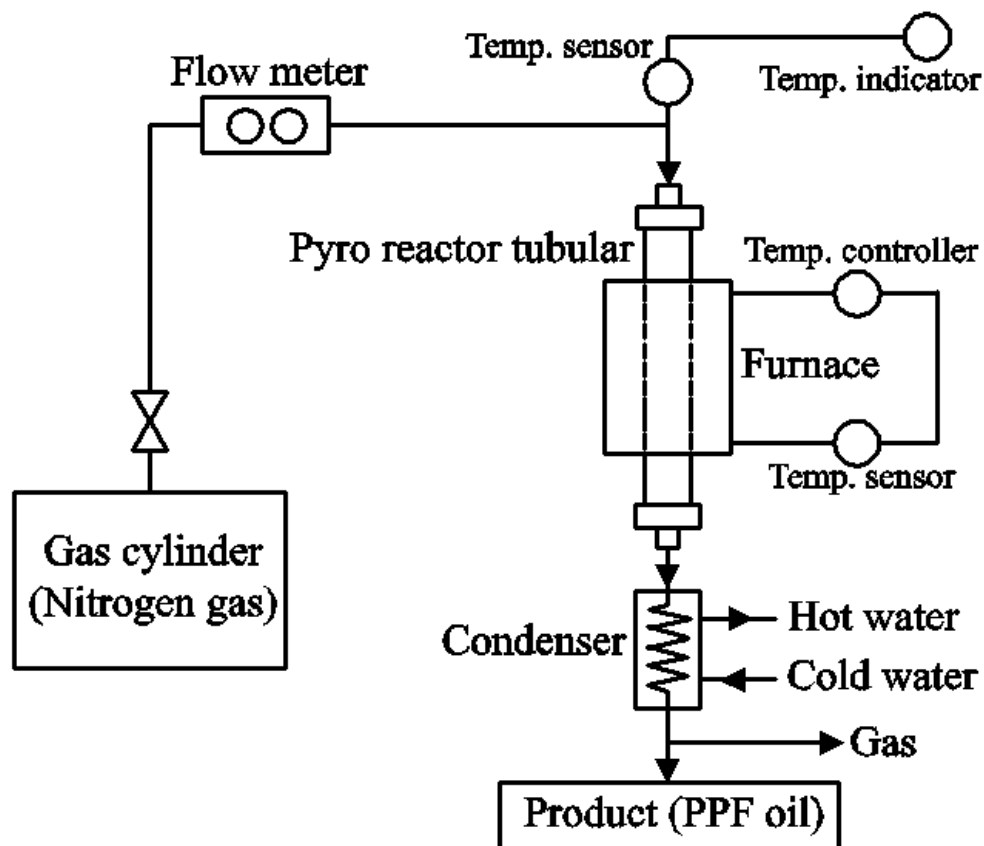 Temp. sensor
Temp. indicator
Flow meter
Pyro reactor tubular
Temp. controller
Furnace
Temp. sensor
Gas cylinder
(Nitrogen gas)
Condenser
Hot water
Cold water
Gas
Product (PPF oil)